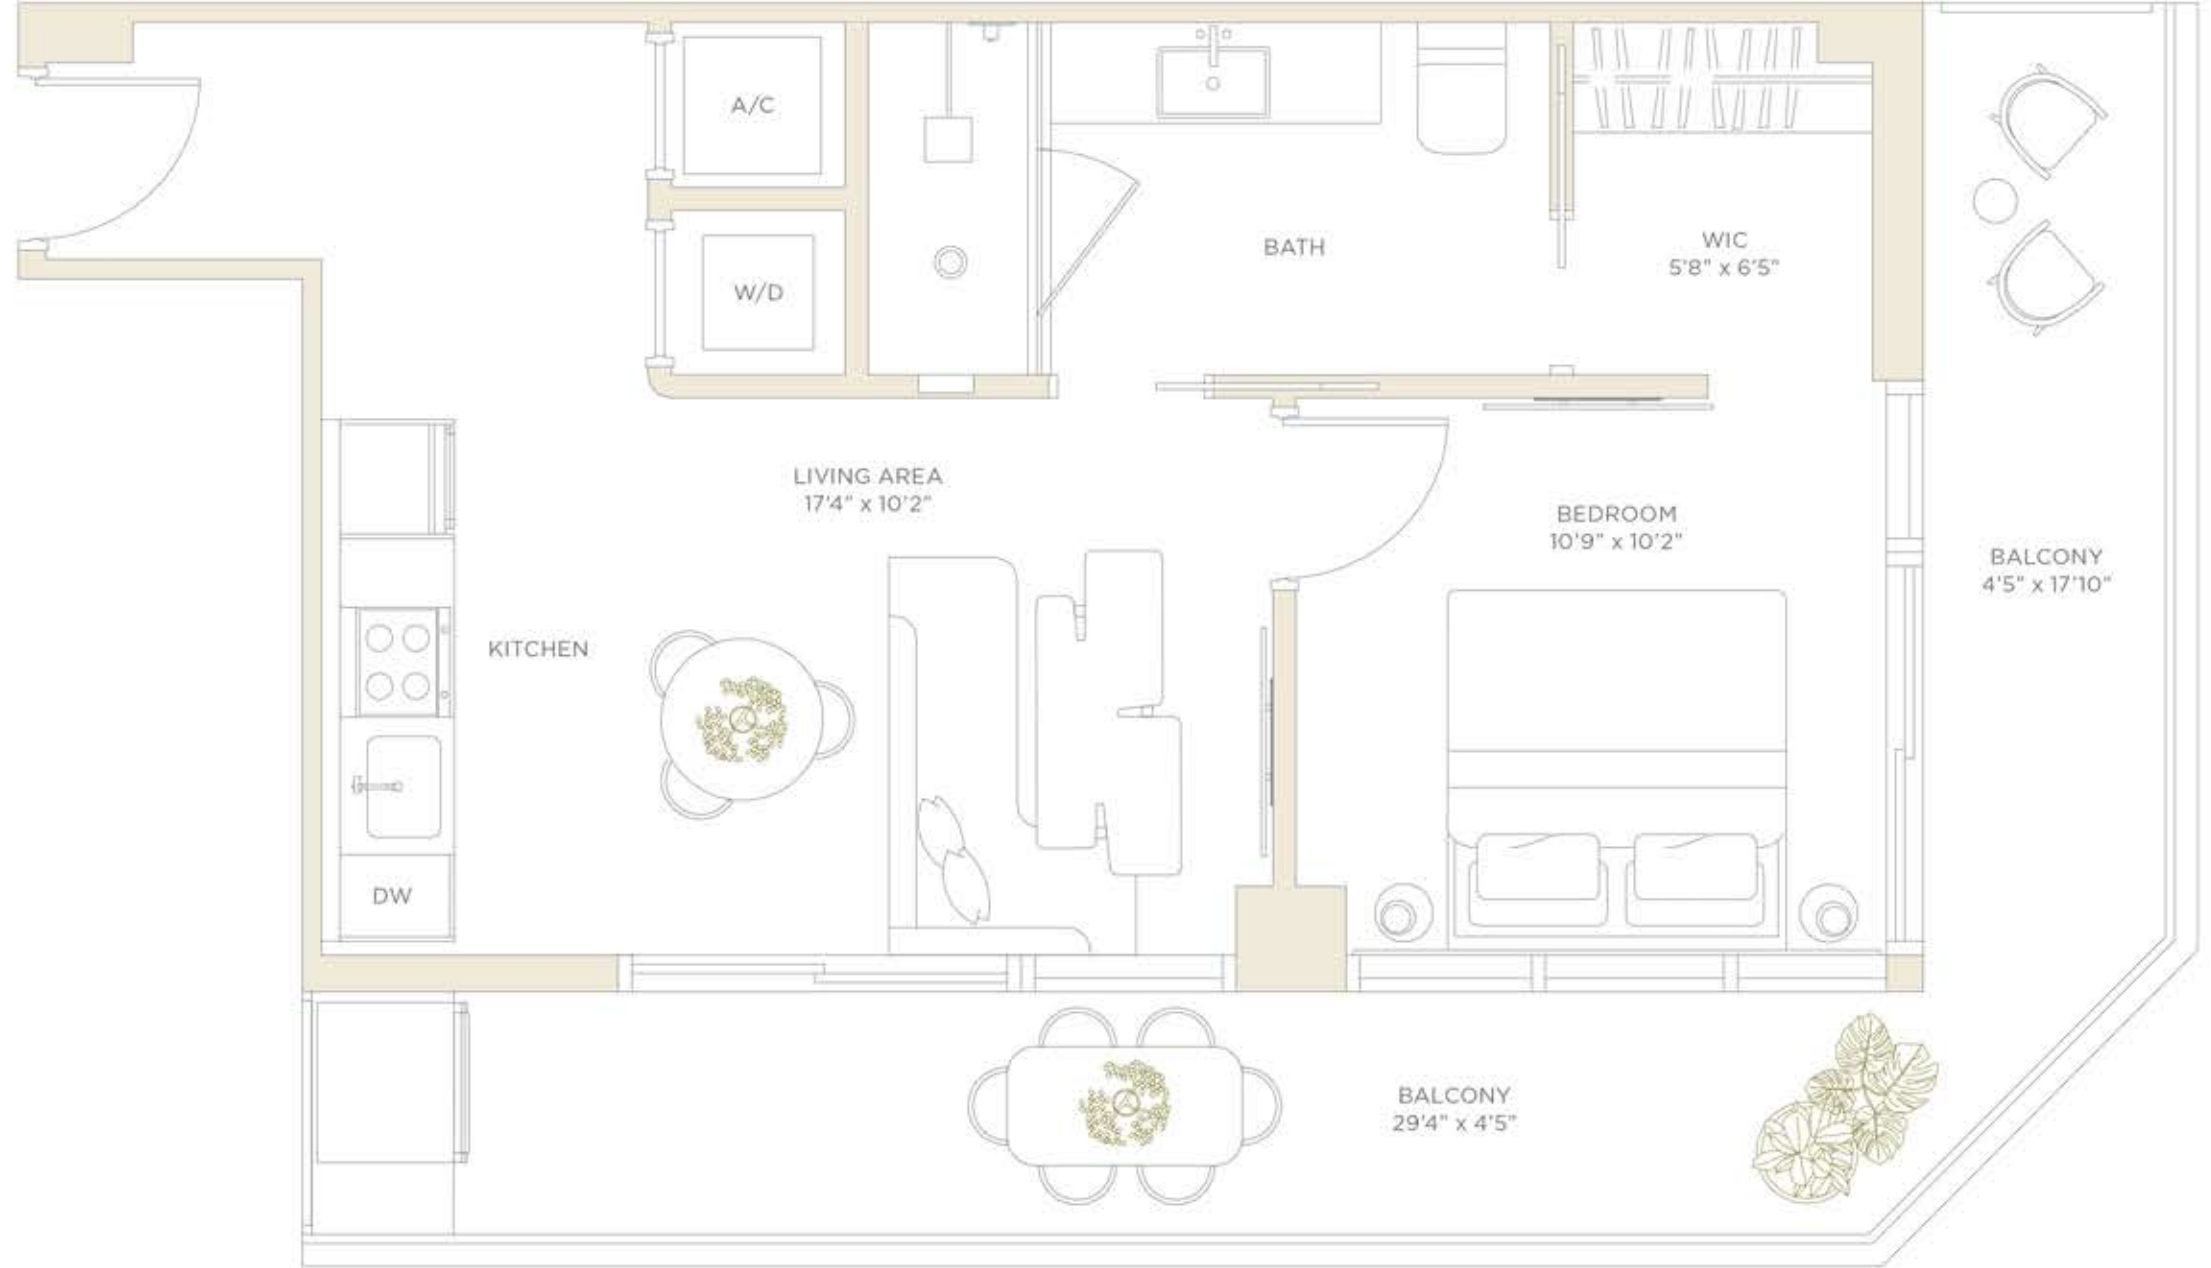 A/C
W/D
BATH
WIC
5'8" x 6'5"
LIVING AREA
17'4" x 10'2"
BEDROOM
10'9" x 10'2"
BALCONY
4'5" x 17'10"
KITCHEN
DW
BALCONY
29'4" x 4'5"